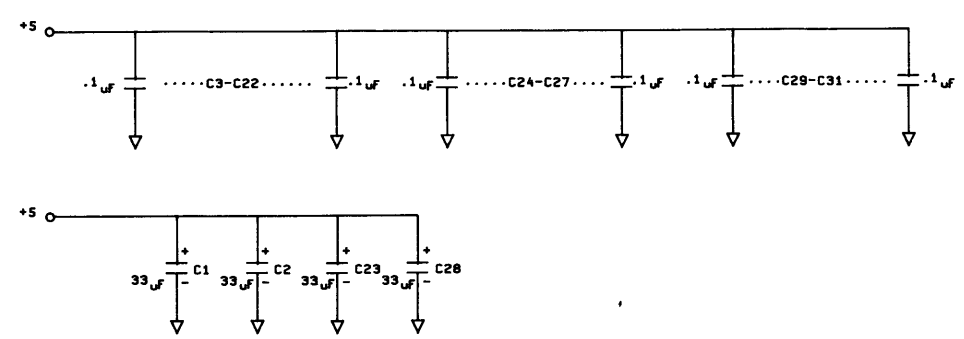 +5
.1uF ·····C3-C22······ .1uF .1uF ·····C24-C27···· .1uF .1uF ····C29-C31····· .1uF
+5
+ + + +
33uF C1 33uF C2 33uF C23 33uF C28
- - - -